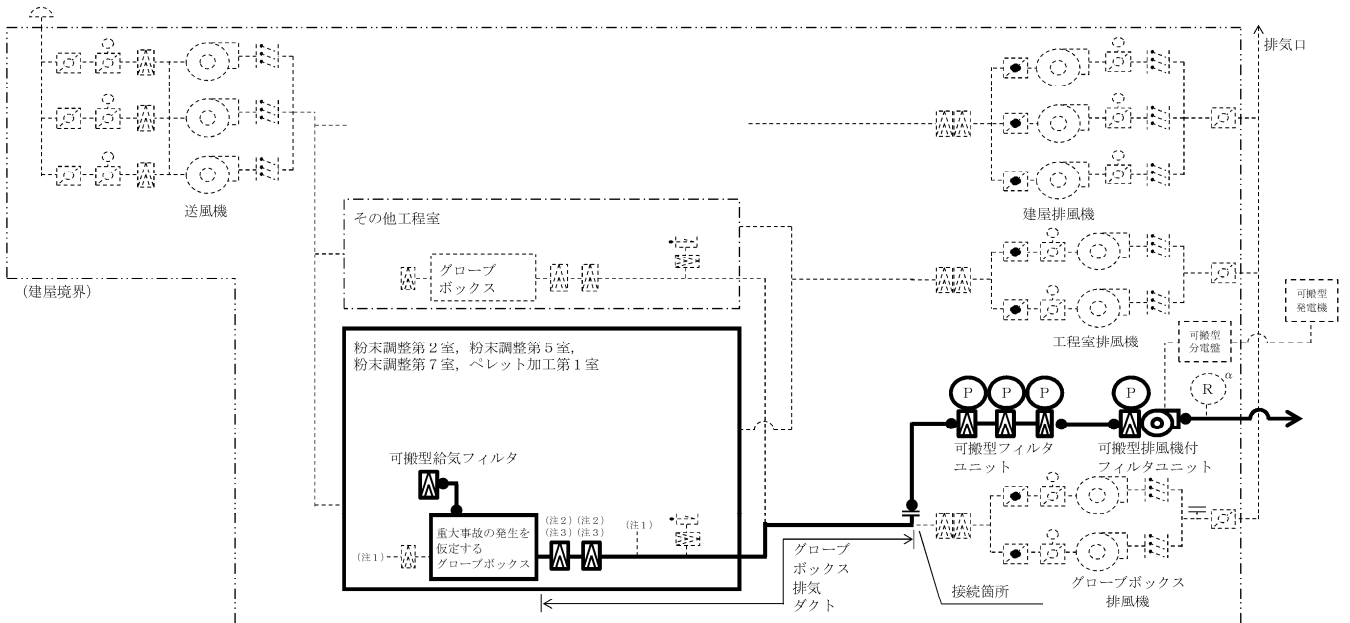 排気口
送風機
建屋排風機
その他工程室
グローブ
ボックス
(建屋境界)
可搬型
発電機
工程室排風機
可搬型
分電盤
R
α
粉末調整第２室，粉末調整第５室，
粉末調整第７室，ペレット加工第１室
P
P
P
P
可搬型フィルタ
ユニット
可搬型排風機付
フィルタユニット
可搬型給気フィルタ
重大事故の発生を
仮定する
グローブボックス
(注１)
(注２)
(注３)
(注２)
(注３)
(注１)
グローブ
ボックス
排気
ダクト
接続箇所
グローブボックス
排風機